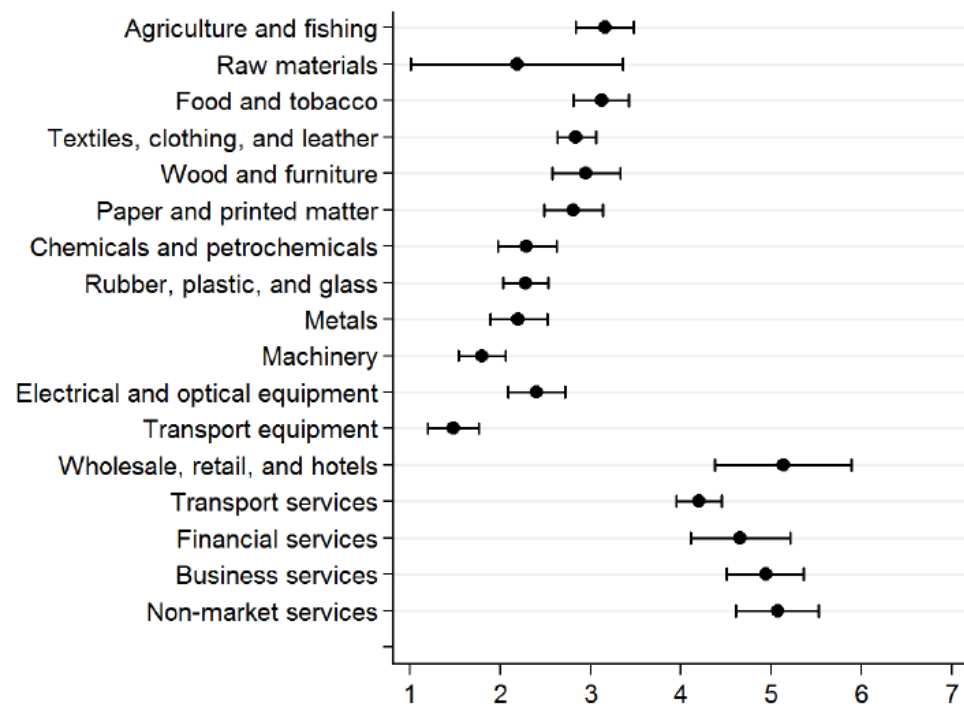 Agriculture and fishing
Raw materials
Food and tobacco
Textiles, clothing, and leather
Wood and furniture
Paper and printed matter
Chemicals and petrochemicals
Rubber, plastic, and glass
Metals
Machinery
Electrical and optical equipment
Transport equipment
Wholesale, retail, and hotels
Transport services
Financial services
Business services
Non-market services
1 2 3 4 5 6 7